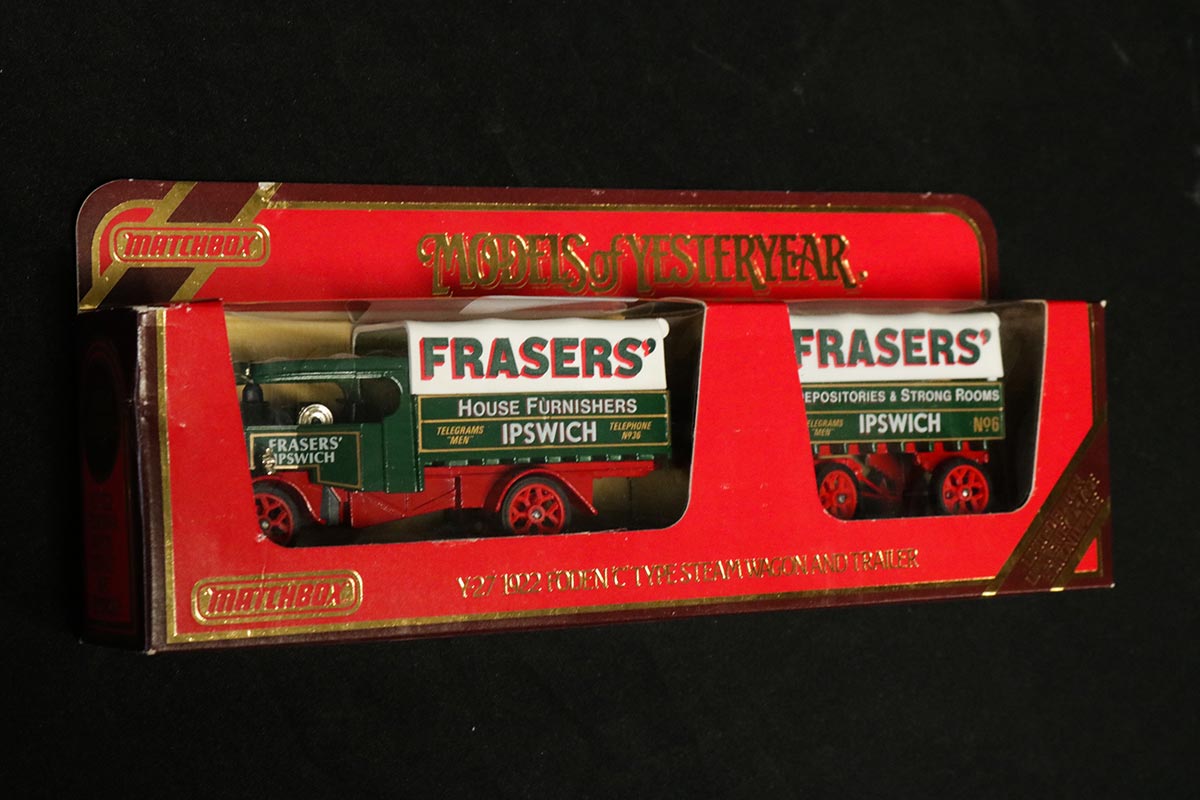 MATCHBOX
MODELS of YESTERYEAR
FRASERS'
HOUSE FURNISHERS
TELEGRAMS "MEN"
IPSWICH
TELEPHONE Nº36
FRASERS'
IPSWICH
FRASERS'
DEPOSITORIES & STRONG ROOMS
TELEGRAMS "MEN"
IPSWICH
Nº6
MATCHBOX
Y-27 1922 FODEN "C" TYPE STEAM WAGON AND TRAILER